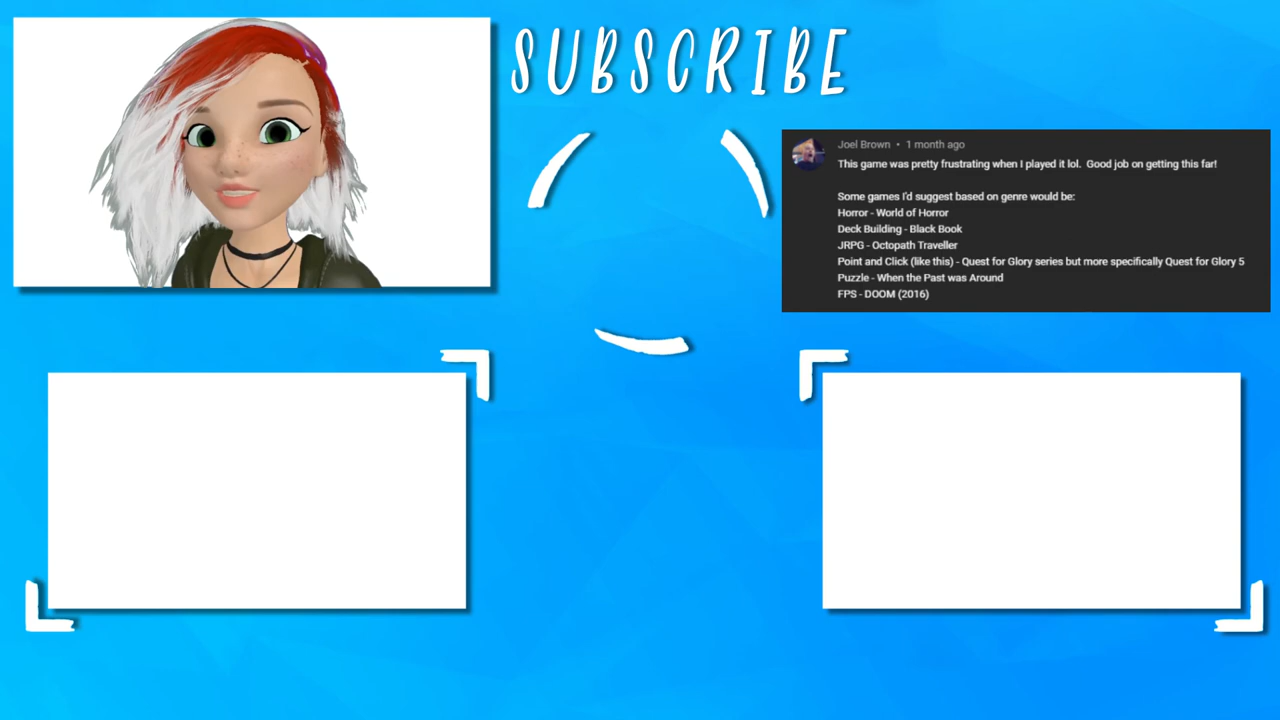 SUBSCRIBE
Joel Brown • 1 month ago
This game was pretty frustrating when I played it lol. Good job on getting this far!
Some games I'd suggest based on genre would be:
Horror - World of Horror
Deck Building - Black Book
JRPG - Octopath Traveller
Point and Click (like this) - Quest for Glory series but more specifically Quest for Glory 5
Puzzle - When the Past was Around
FPS - DOOM (2016)